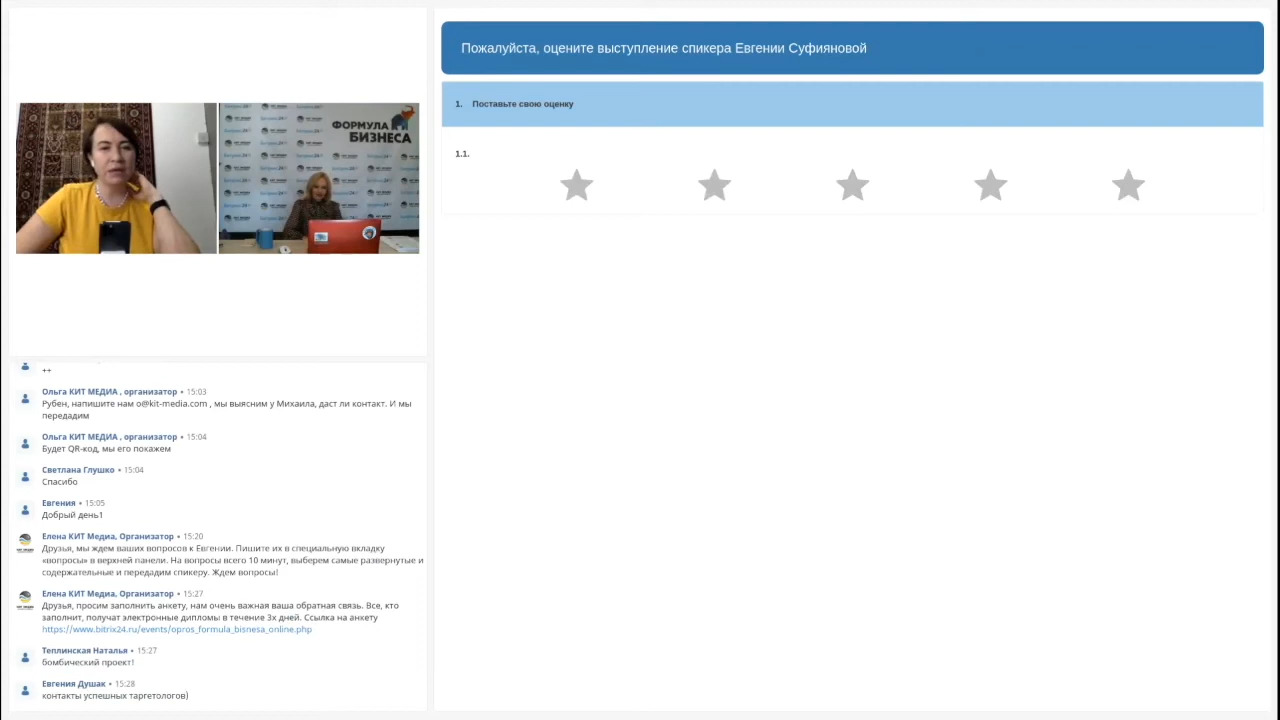 Пожалуйста, оцените выступление спикера Евгении Суфияновой
1. Поставьте свою оценку
1.1.
ФОРМУЛА
БИЗНЕСА
++
Ольга КИТ МЕДИА , организатор • 15:03
Рубен, напишите нам o@kit-media.com , мы выясним у Михаила, даст ли контакт. И мы
передадим
Ольга КИТ МЕДИА , организатор • 15:04
Будет QR-код, мы его покажем
Светлана Глушко • 15:04
Спасибо
Евгения • 15:05
Добрый день1
Елена КИТ Медиа, Организатор • 15:20
Друзья, мы ждем ваших вопросов к Евгении. Пишите их в специальную вкладку
«вопросы» в верхней панели. На вопросы всего 10 минут, выберем самые развернутые и
содержательные и передадим спикеру. Ждем вопросы!
Елена КИТ Медиа, Организатор • 15:27
Друзья, просим заполнить анкету, нам очень важная ваша обратная связь. Все, кто
заполнит, получат электронные дипломы в течение 3х дней. Ссылка на анкету
https://www.bitrix24.ru/events/opros_formula_bisnesa_online.php
Теплинская Наталья • 15:27
бомбический проект!
Евгения Душак • 15:28
контакты успешных таргетологов)